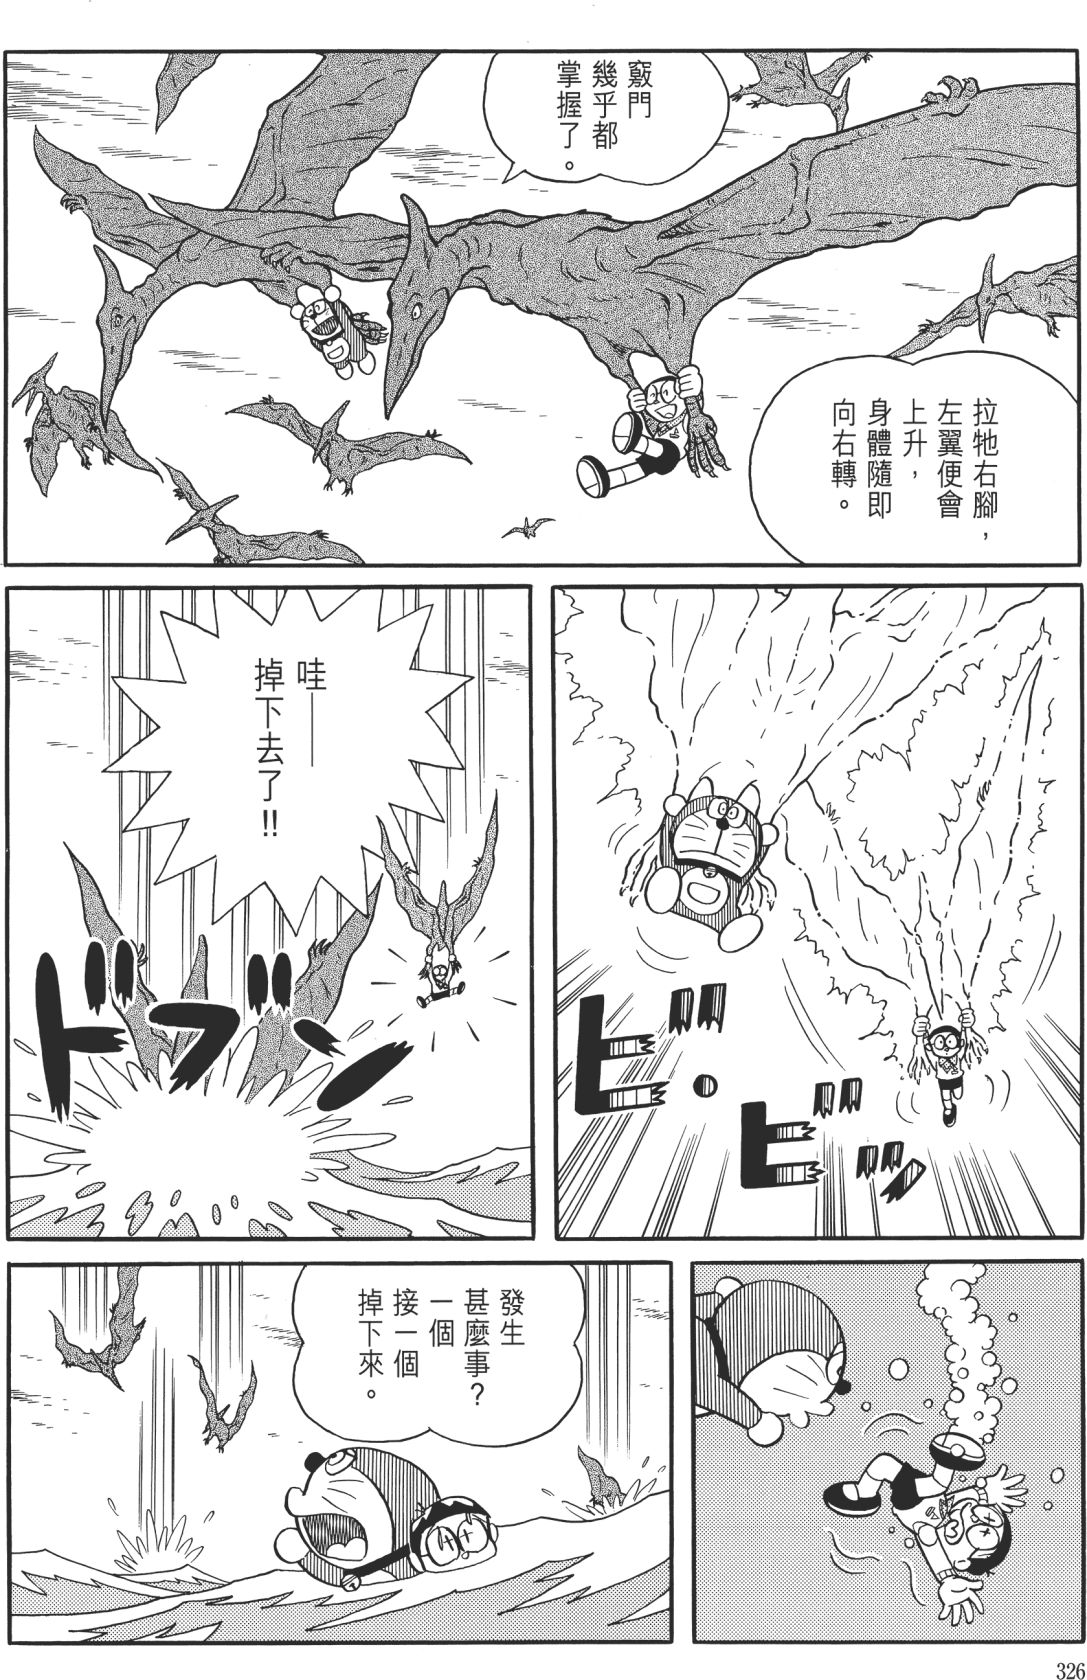 拉牠右腳，
左翼便會
上升，
身體隨即
向右轉。
竅門
幾乎都
掌握了。
ビ・ビビッ
哇——
掉下去了!!
ドブン
發生
甚麼事？
一個
接一個
掉下來。
326